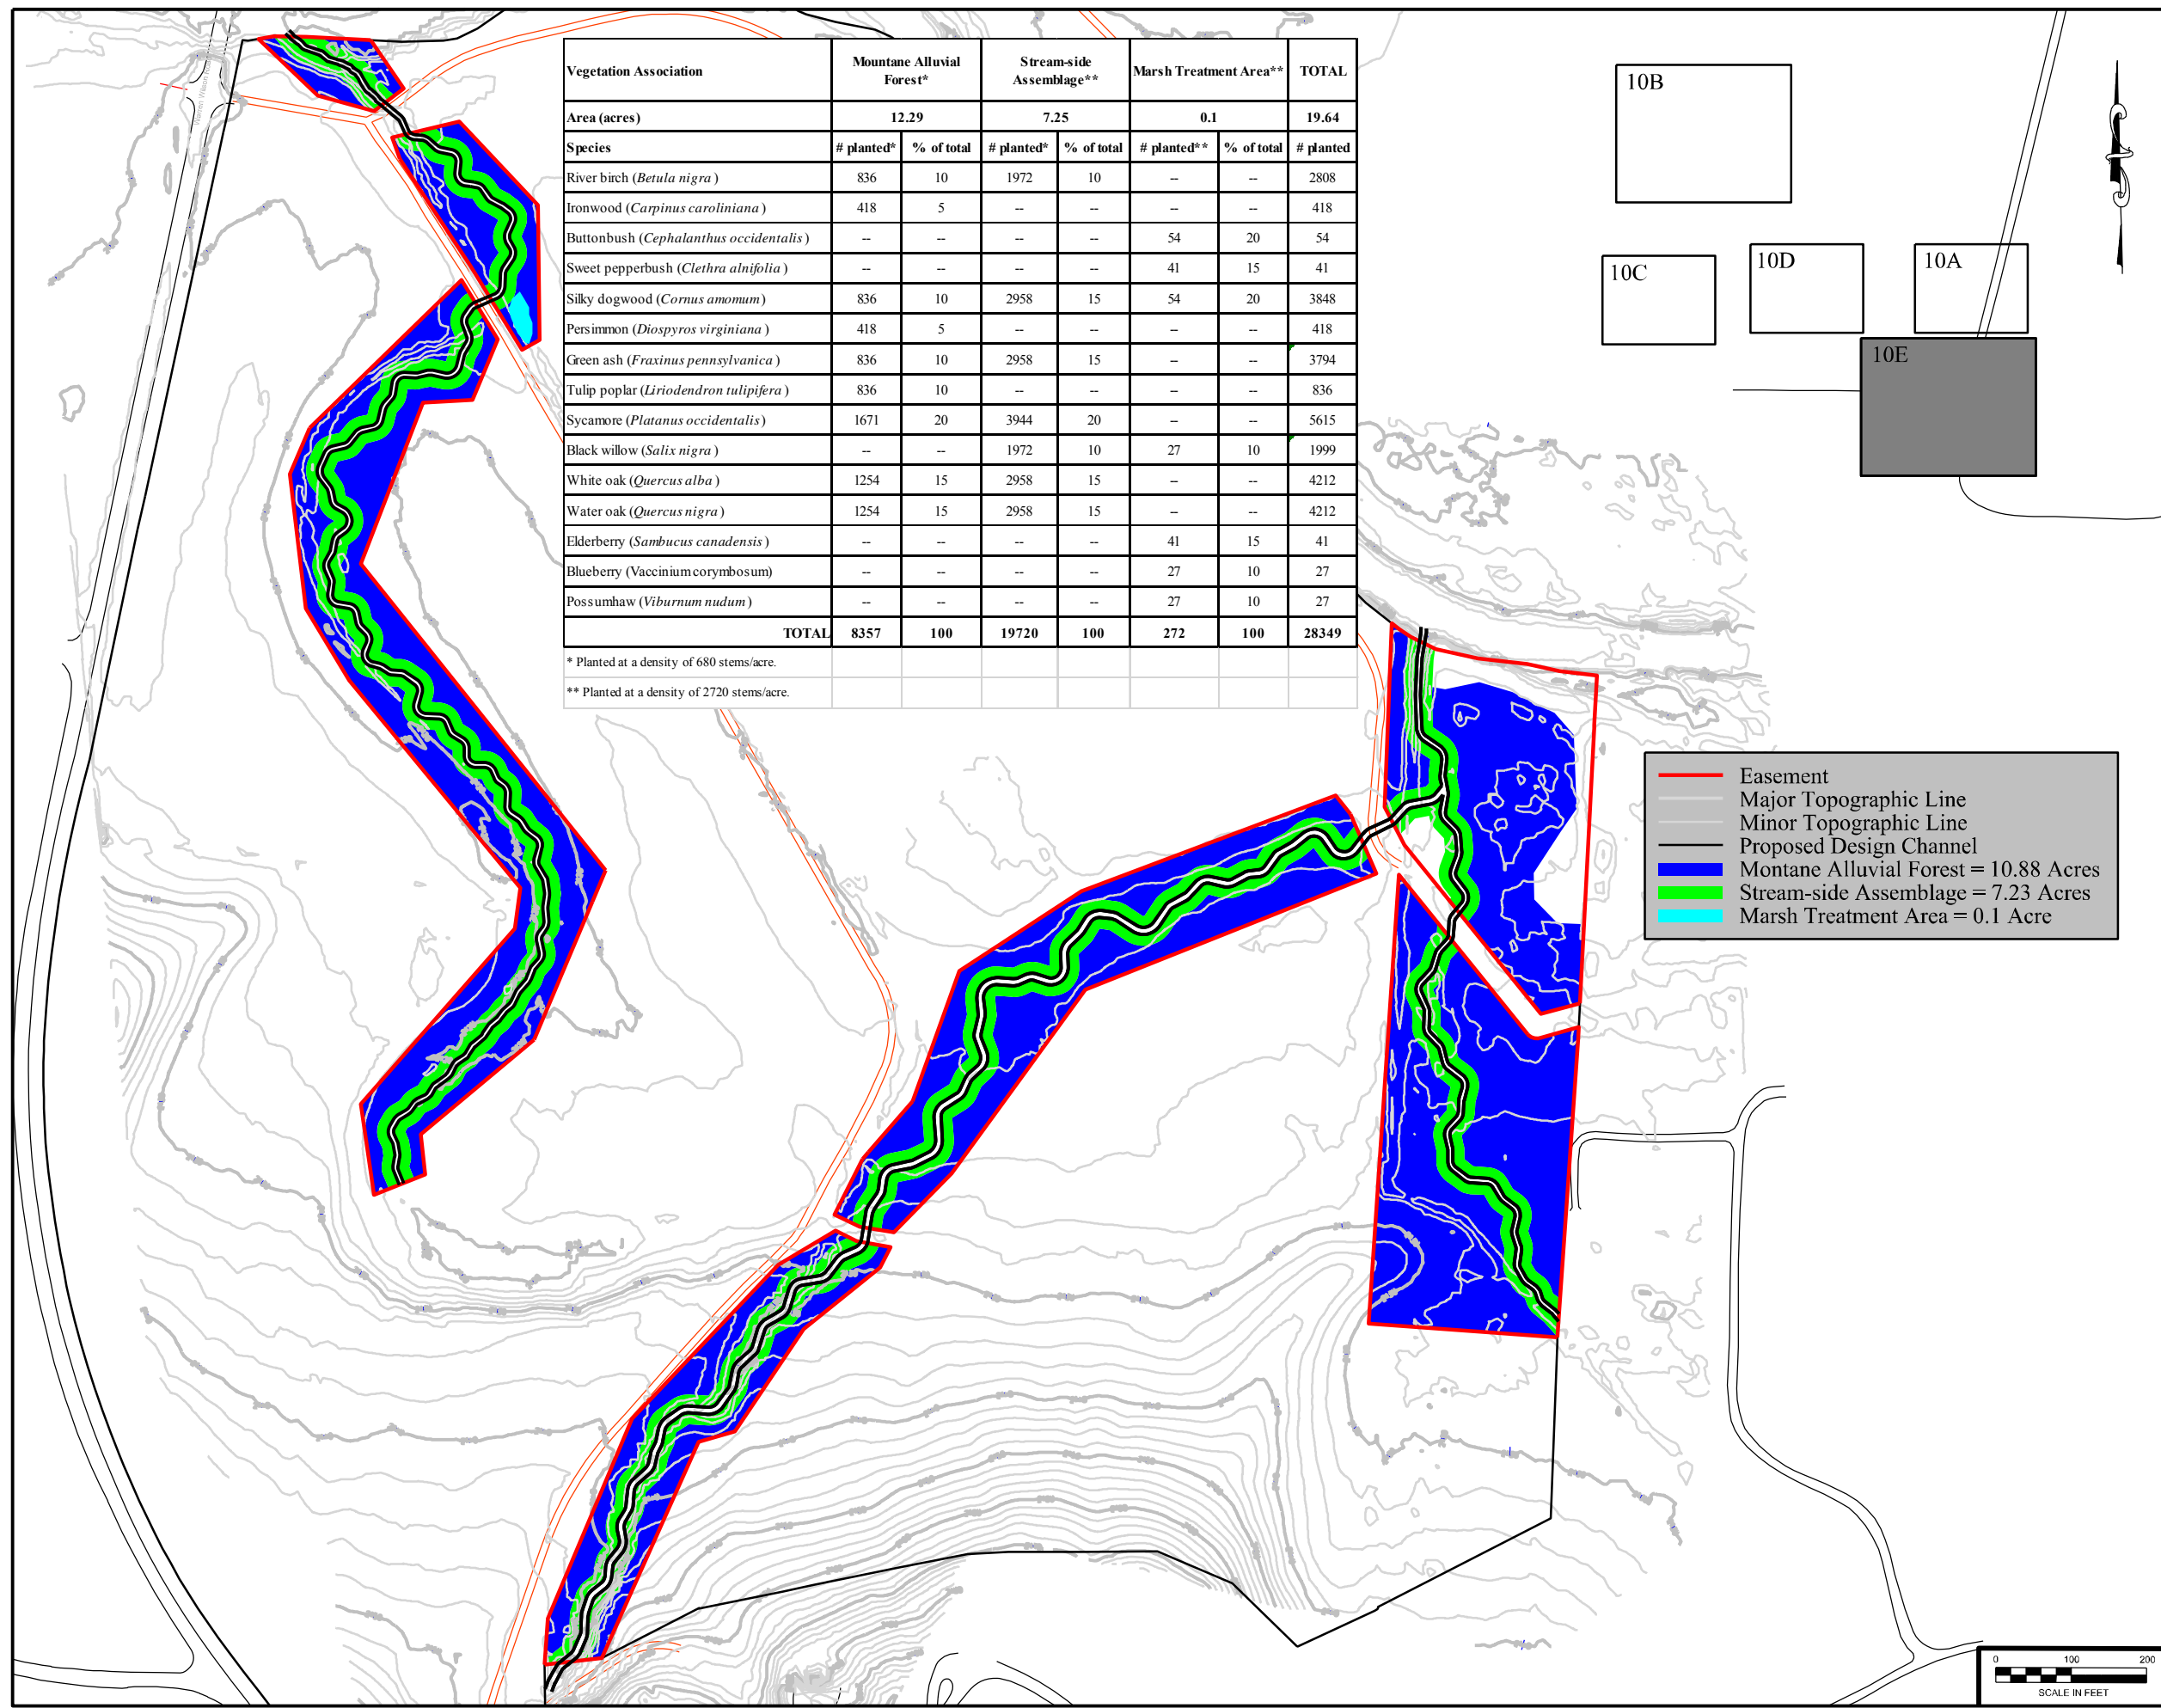 Vegetation Association Mountane Alluvial Forest* Stream-side Assemblage** Marsh Treatment Area** TOTAL
Area (acres) 12.29 7.25 0.1 19.64
Species # planted* % of total # planted* % of total # planted** % of total # planted
River birch (Betula nigra ) 836 10 1972 10 -- -- 2808
Ironwood (Carpinus caroliniana ) 418 5 -- -- -- -- 418
Buttonbush (Cephalanthus occidentalis ) -- -- -- -- 54 20 54
Sweet pepperbush (Clethra alnifolia ) -- -- -- -- 41 15 41
Silky dogwood (Cornus amomum ) 836 10 2958 15 54 20 3848
Persimmon (Diospyros virginiana ) 418 5 -- -- -- -- 418
Green ash (Fraxinus pennsylvanica ) 836 10 2958 15 -- -- 3794
Tulip poplar (Liriodendron tulipifera ) 836 10 -- -- -- -- 836
Sycamore (Platanus occidentalis ) 1671 20 3944 20 -- -- 5615
Black willow (Salix nigra ) -- -- 1972 10 27 10 1999
White oak (Quercus alba ) 1254 15 2958 15 -- -- 4212
Water oak (Quercus nigra ) 1254 15 2958 15 -- -- 4212
Elderberry (Sambucus canadensis ) -- -- -- -- 41 15 41
Blueberry (Vaccinium corymbosum) -- -- -- -- 27 10 27
Possumhaw (Viburnum nudum ) -- -- -- -- 27 10 27
TOTAL 8357 100 19720 100 272 100 28349
* Planted at a density of 680 stems/acre.
** Planted at a density of 2720 stems/acre.
10B
10C
10D
10A
10E
Easement
Major Topographic Line
Minor Topographic Line
Proposed Design Channel
Montane Alluvial Forest = 10.88 Acres
Stream-side Assemblage = 7.23 Acres
Marsh Treatment Area = 0.1 Acre
0 100 200
SCALE IN FEET